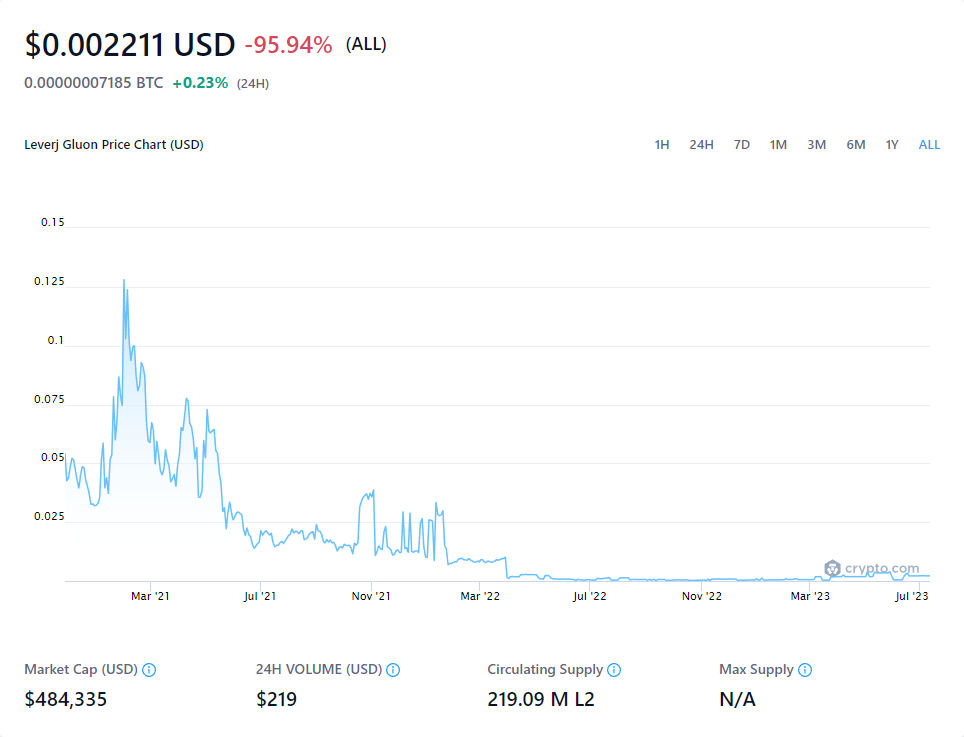 $0.002211 USD -95.94% (ALL)
0.00000007185 BTC +0.23% (24H)
Leverj Gluon Price Chart (USD) 1H 24H 7D 1M 3M 6M 1Y ALL
0.15
0.125
0.1
0.075
0.05
0.025
crypto.com
Mar '21 Jul '21 Nov '21 Mar '22 Jul '22 Nov '22 Mar '23 Jul '23
Market Cap (USD) 24H VOLUME (USD) Circulating Supply Max Supply
$484,335 $219 219.09 M L2 N/A